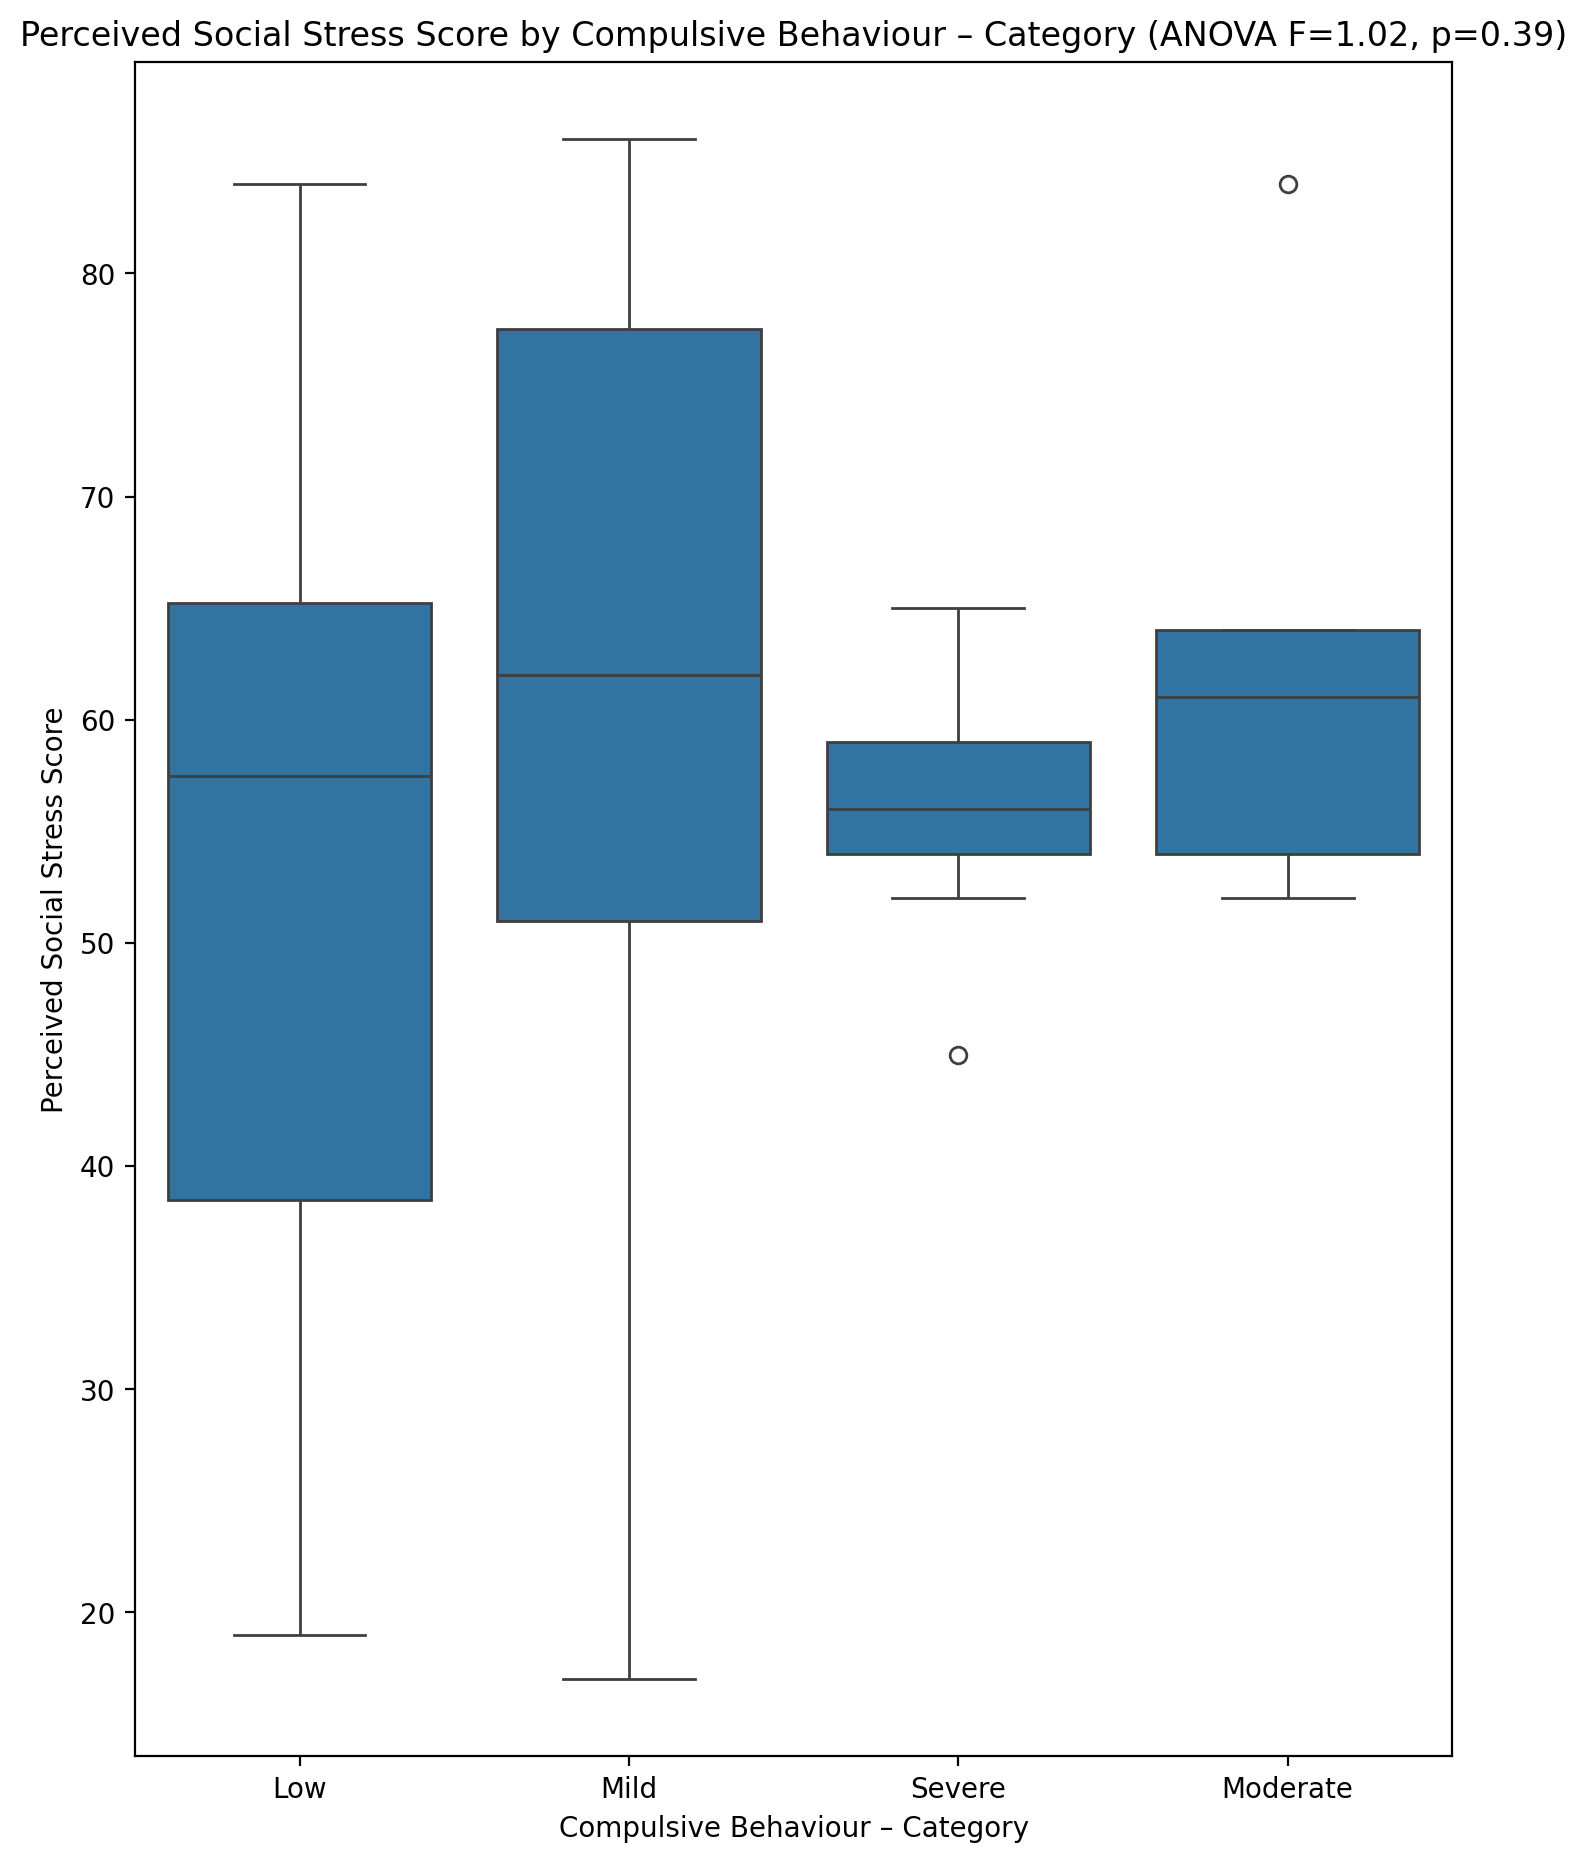 Perceived Social Stress Score by Compulsive Behaviour – Category (ANOVA F=1.02, p=0.39)
Perceived Social Stress Score
80
70
60
50
40
30
20
Low
Mild
Severe
Moderate
Compulsive Behaviour – Category